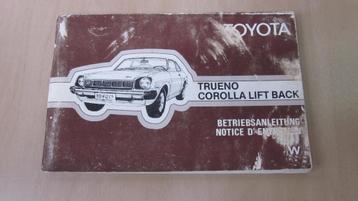 TOYOTA
TRUENO
COROLLA LIFT BACK
BETRIEBSANLEITUNG
NOTICE D'
W